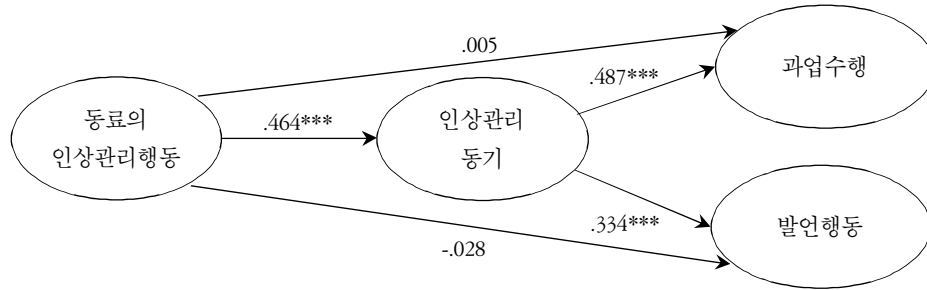 .005
과업수행
.487***
동료의
인상관리행동
.464***
인상관리
동기
.334***
발언행동
-.028